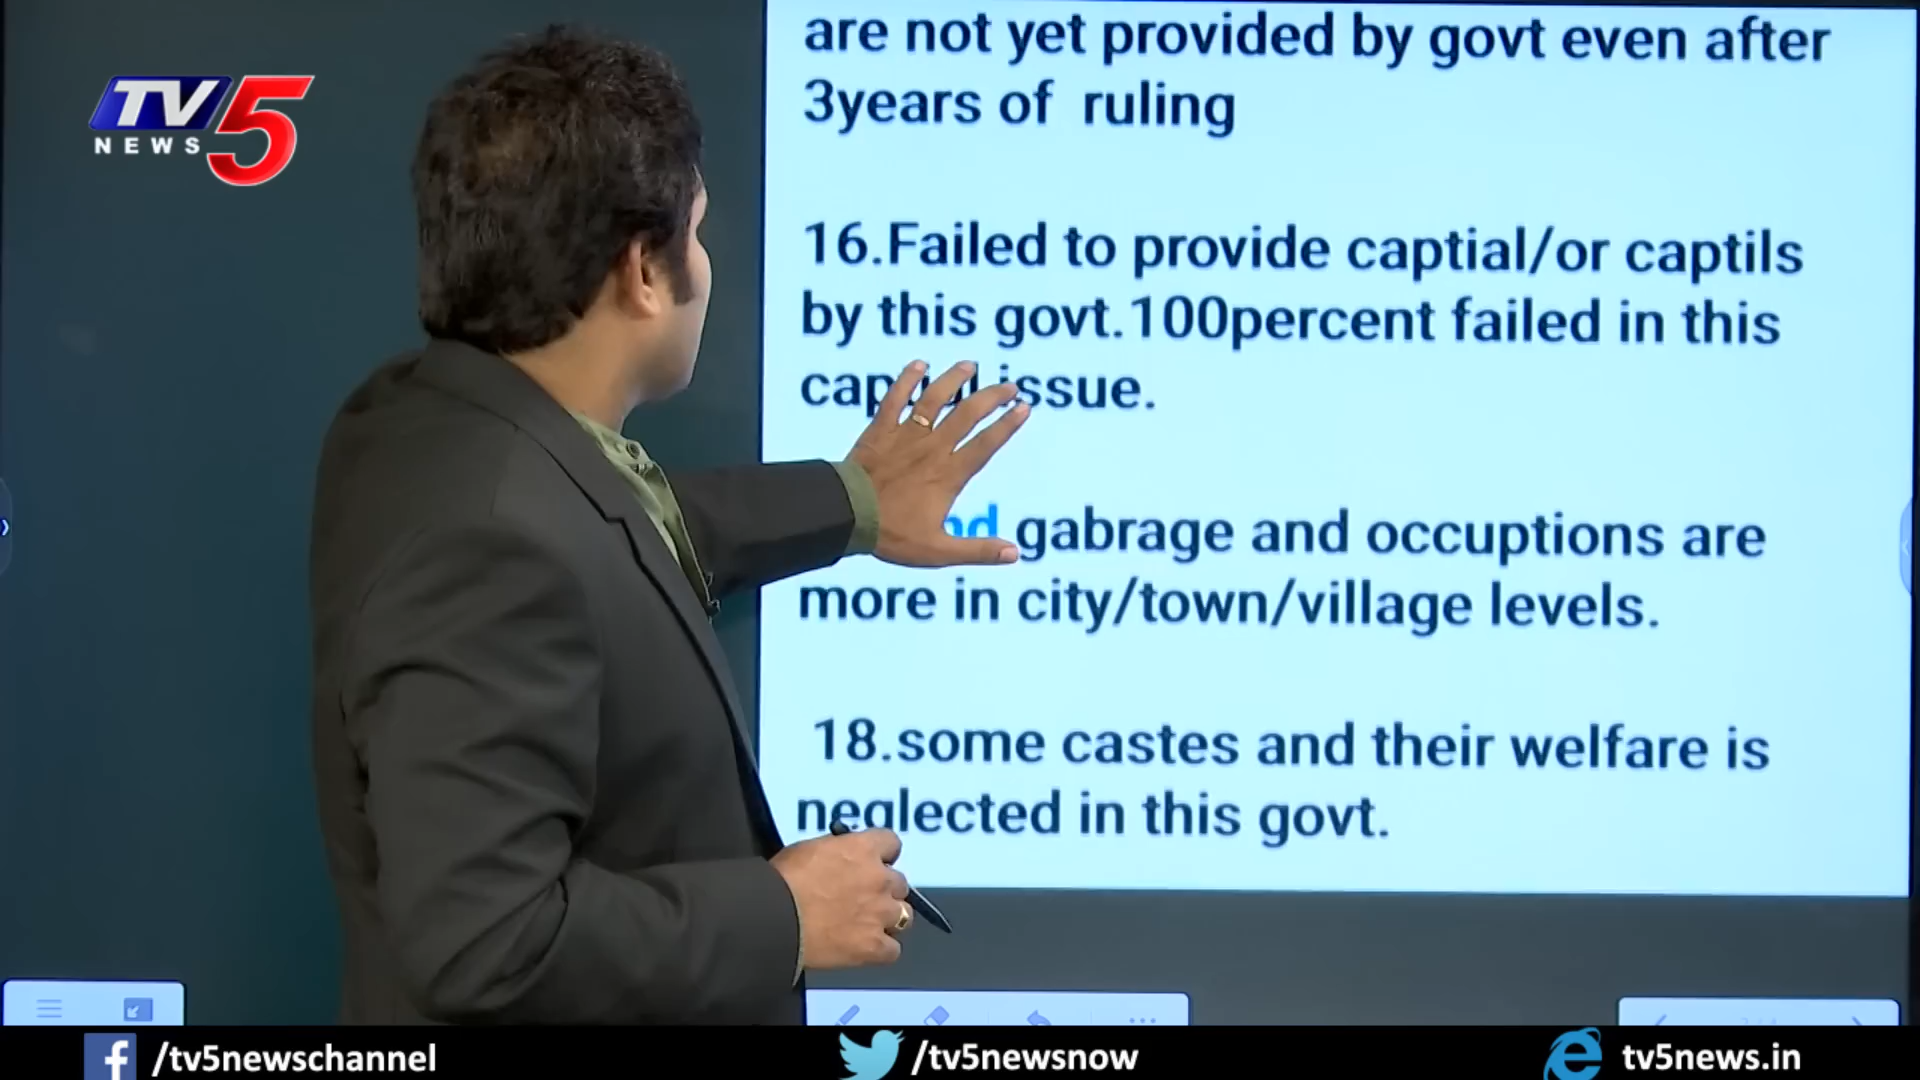 TV5
NEWS
are not yet provided by govt even after
3years of ruling
16.Failed to provide captial/or captils
by this govt.100percent failed in this
issue.
gabrage and occuptions are
more in city/town/village levels.
18.some castes and their welfare is
neglected in this govt.
/tv5newschannel
/tv5newsnow
tv5news.in